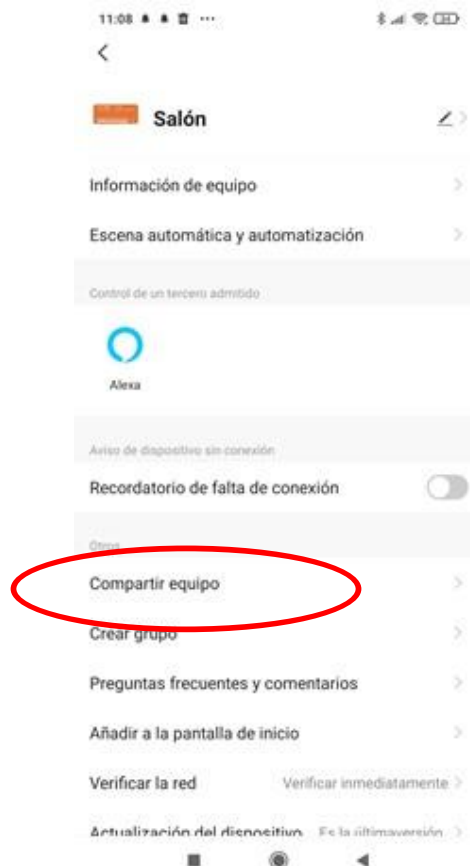 11:08
Salón
Información de equipo
Escena automática y automatización
Control de un tercero admitido
Alexa
Aviso de dispositivo sin conexión
Recordatorio de falta de conexión
Otros
Compartir equipo
Crear grupo
Preguntas frecuentes y comentarios
Añadir a la pantalla de inicio
Verificar la red Verificar inmediatamente
Actualización del dispositivo Es la últimaversión